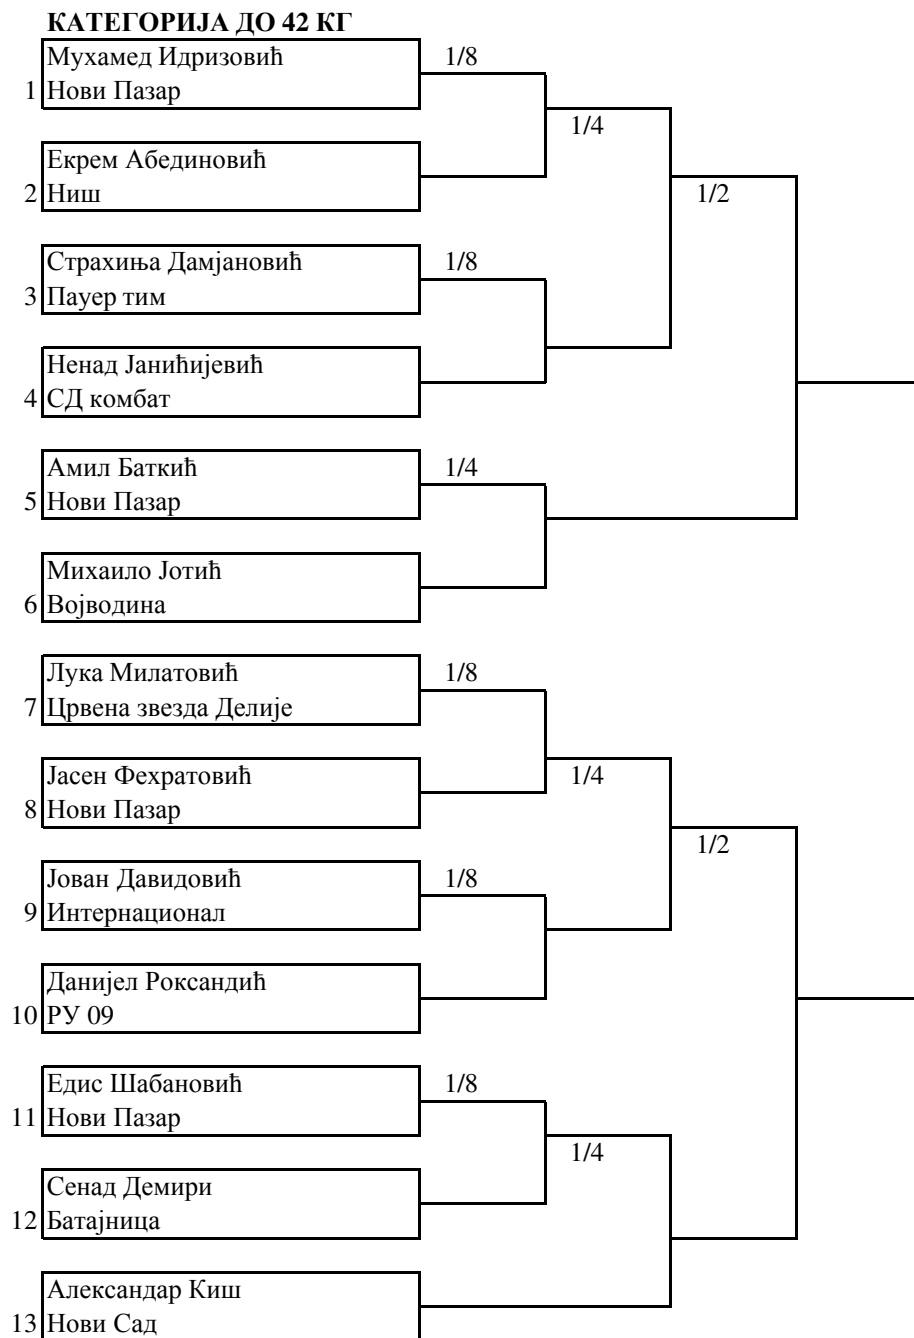 КАТЕГОРИЈА ДО 42 КГ
Мухамед Идризовић 1/8
1 Нови Пазар
1/4
Екрем Абединовић
2 Ниш 1/2
Страхиња Дамјановић 1/8
3 Пауер тим
Ненад Јанићијевић
4 СД комбат
Амил Баткић 1/4
5 Нови Пазар
Михаило Јотић
6 Војводина
Лука Милатовић 1/8
7 Црвена звезда Делије
Јасен Фехратовић 1/4
8 Нови Пазар
1/2
Јован Давидовић 1/8
9 Интернационал
Данијел Роксандић
10 РУ 09
Едис Шабановић 1/8
11 Нови Пазар
1/4
Сенад Демири
12 Батајница
Александар Киш
13 Нови Сад